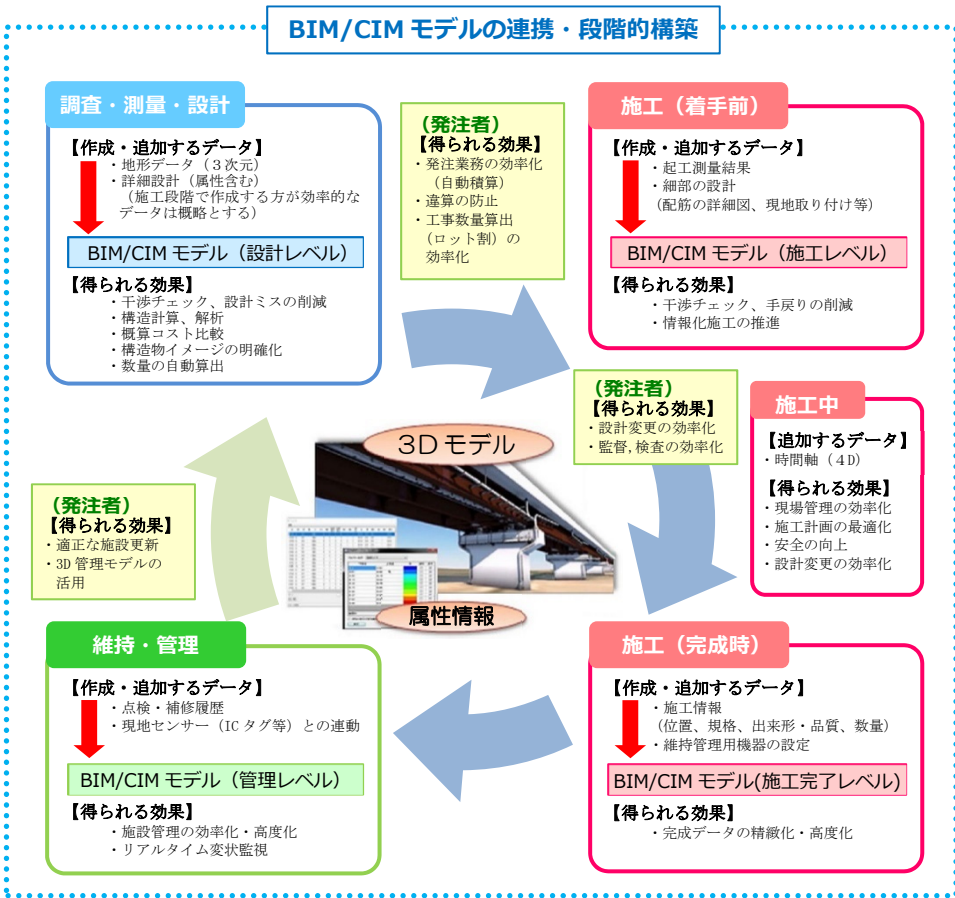 BIM/CIM モデルの連携・段階的構築
調査・測量・設計
【作成・追加するデータ】
・地形データ（３次元）
・詳細設計（属性含む）
（施工段階で作成する方が効率的な
データは概略とする）
BIM/CIM モデル（設計レベル）
【得られる効果】
・干渉チェック、設計ミスの削減
・構造計算、解析
・概算コスト比較
・構造物イメージの明確化
・数量の自動算出
（発注者）
【得られる効果】
・発注業務の効率化
（自動積算）
・違算の防止
・工事数量算出
（ロット割）の
効率化
施工（着手前）
【作成・追加するデータ】
・起工測量結果
・細部の設計
（配筋の詳細図、現地取り付け等）
BIM/CIM モデル（施工レベル）
【得られる効果】
・干渉チェック、手戻りの削減
・情報化施工の推進
（発注者）
【得られる効果】
・設計変更の効率化
・監督,検査の効率化
施工中
【追加するデータ】
・時間軸（４D）
【得られる効果】
・現場管理の効率化
・施工計画の最適化
・安全の向上
・設計変更の効率化
3D モデル
属性情報
（発注者）
【得られる効果】
・適正な施設更新
・3D 管理モデルの
活用
維持・管理
【作成・追加するデータ】
・点検・補修履歴
・現地センサー（IC タグ等）との連動
BIM/CIM モデル（管理レベル）
【得られる効果】
・施設管理の効率化・高度化
・リアルタイム変状監視
施工（完成時）
【作成・追加するデータ】
・施工情報
（位置、規格、出来形・品質、数量）
・維持管理用機器の設定
BIM/CIM モデル(施工完了レベル)
【得られる効果】
・完成データの精緻化・高度化